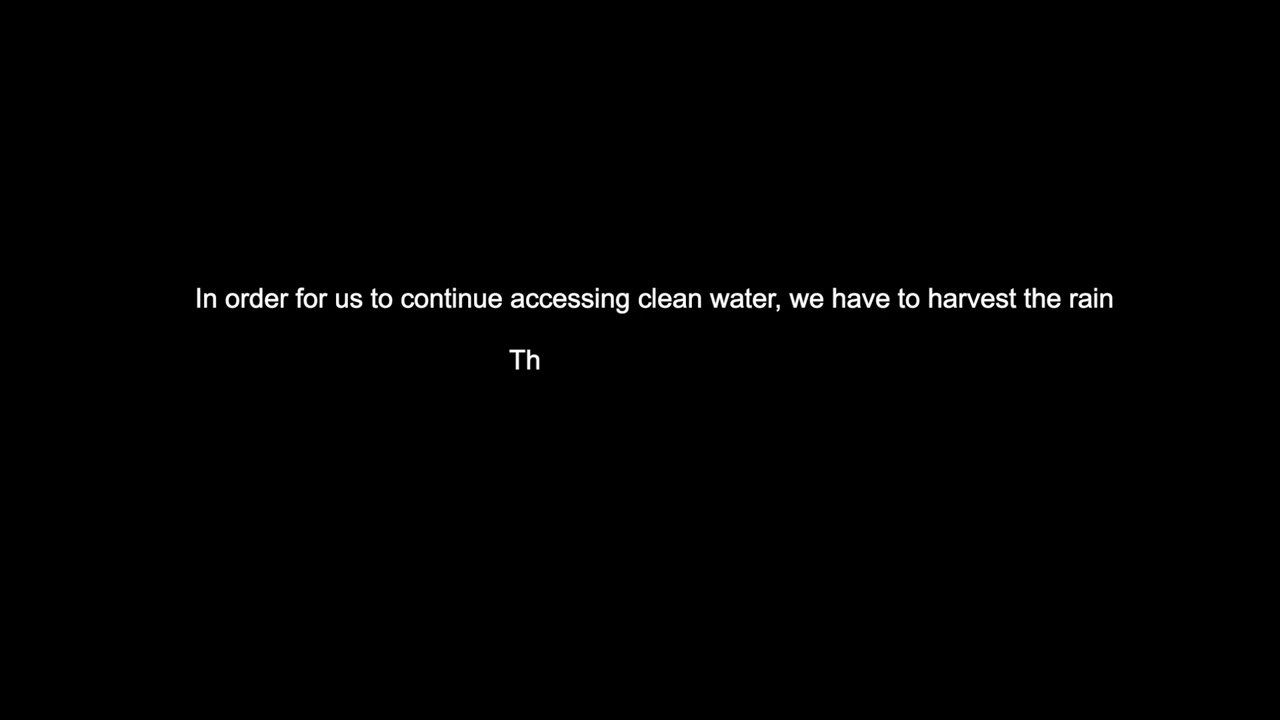 In order for us to continue accessing clean water, we have to harvest the rain
Th